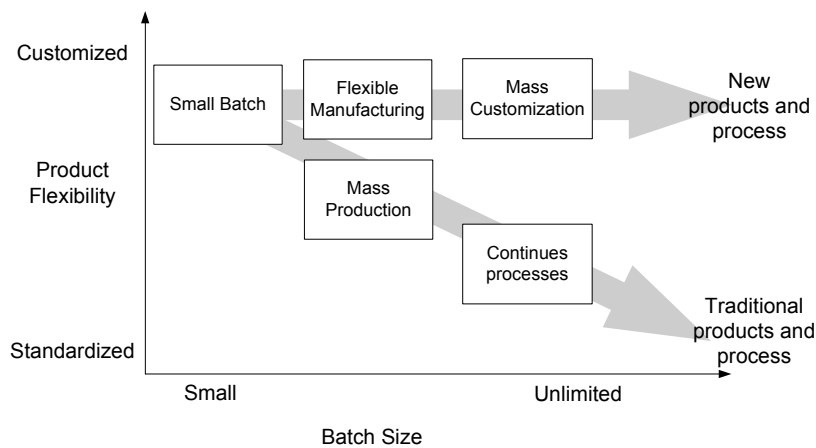 Customized
Small Batch
Flexible
Manufacturing
Mass
Customization
New
products and
process
Product
Flexibility
Mass
Production
Continues
processes
Traditional
products and
process
Standardized
Small
Unlimited
Batch Size